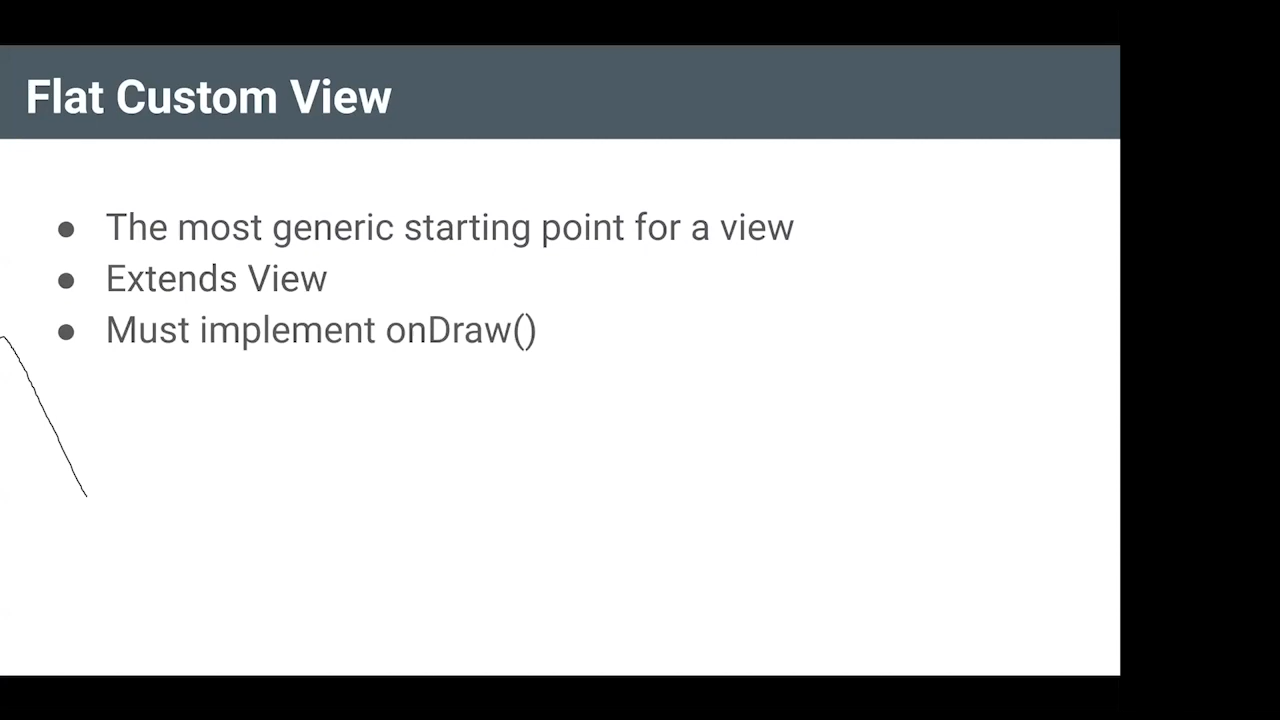 Flat Custom View
● The most generic starting point for a view
● Extends View
● Must implement onDraw()